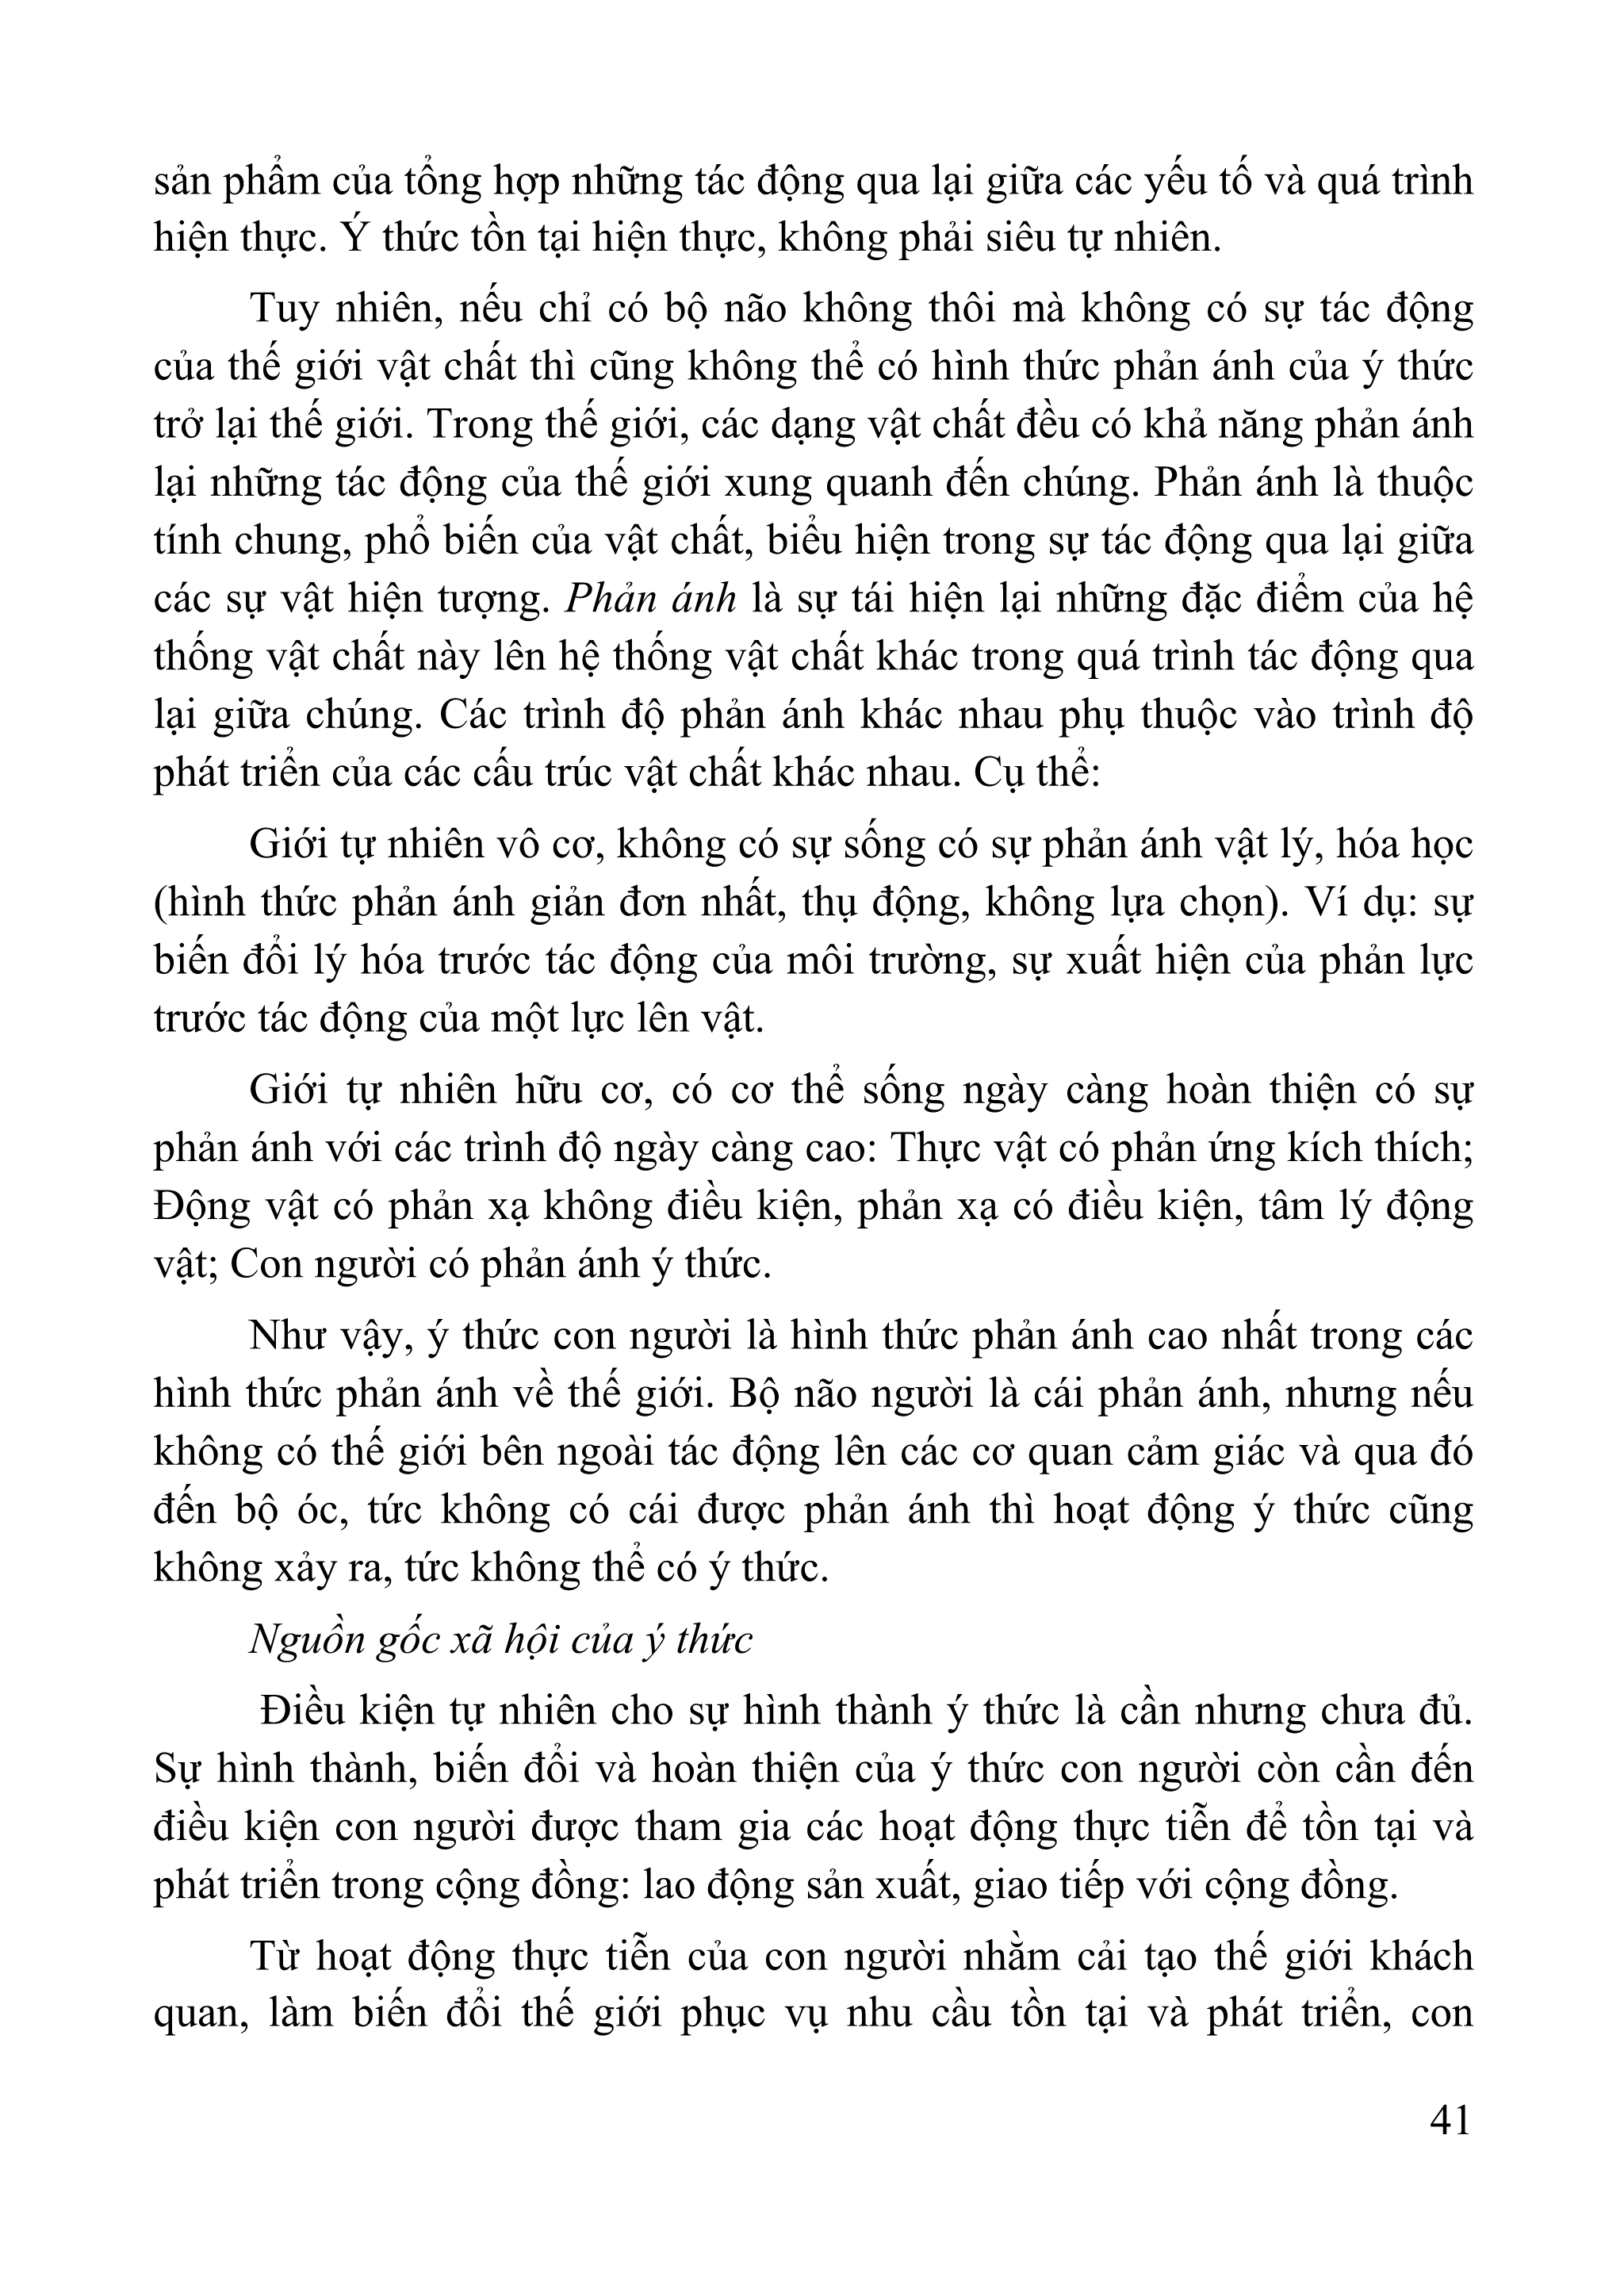 sản phẩm của tổng hợp những tác động qua lại giữa các yếu tố và quá trình
hiện thực. Ý thức tồn tại hiện thực, không phải siêu tự nhiên.
Tuy nhiên, nếu chỉ có bộ não không thôi mà không có sự tác động
của thế giới vật chất thì cũng không thể có hình thức phản ánh của ý thức
trở lại thế giới. Trong thế giới, các dạng vật chất đều có khả năng phản ánh
lại những tác động của thế giới xung quanh đến chúng. Phản ánh là thuộc
tính chung, phổ biến của vật chất, biểu hiện trong sự tác động qua lại giữa
các sự vật hiện tượng. Phản ánh là sự tái hiện lại những đặc điểm của hệ
thống vật chất này lên hệ thống vật chất khác trong quá trình tác động qua
lại giữa chúng. Các trình độ phản ánh khác nhau phụ thuộc vào trình độ
phát triển của các cấu trúc vật chất khác nhau. Cụ thể:
Giới tự nhiên vô cơ, không có sự sống có sự phản ánh vật lý, hóa học
(hình thức phản ánh giản đơn nhất, thụ động, không lựa chọn). Ví dụ: sự
biến đổi lý hóa trước tác động của môi trường, sự xuất hiện của phản lực
trước tác động của một lực lên vật.
Giới tự nhiên hữu cơ, có cơ thể sống ngày càng hoàn thiện có sự
phản ánh với các trình độ ngày càng cao: Thực vật có phản ứng kích thích;
Động vật có phản xạ không điều kiện, phản xạ có điều kiện, tâm lý động
vật; Con người có phản ánh ý thức.
Như vậy, ý thức con người là hình thức phản ánh cao nhất trong các
hình thức phản ánh về thế giới. Bộ não người là cái phản ánh, nhưng nếu
không có thế giới bên ngoài tác động lên các cơ quan cảm giác và qua đó
đến bộ óc, tức không có cái được phản ánh thì hoạt động ý thức cũng
không xảy ra, tức không thể có ý thức.
Nguồn gốc xã hội của ý thức
Điều kiện tự nhiên cho sự hình thành ý thức là cần nhưng chưa đủ.
Sự hình thành, biến đổi và hoàn thiện của ý thức con người còn cần đến
điều kiện con người được tham gia các hoạt động thực tiễn để tồn tại và
phát triển trong cộng đồng: lao động sản xuất, giao tiếp với cộng đồng.
Từ hoạt động thực tiễn của con người nhằm cải tạo thế giới khách
quan, làm biến đổi thế giới phục vụ nhu cầu tồn tại và phát triển, con
41